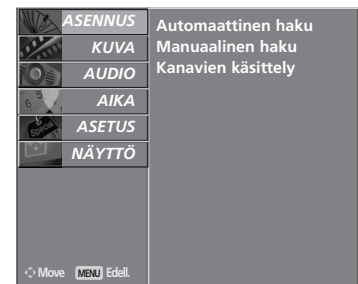 ASENNUS
KUVA
AUDIO
AIKA
ASETUS
NÄYTTÖ
Automaattinen haku
Manuaalinen haku
Kanavien käsittely
Move MENU Edell.